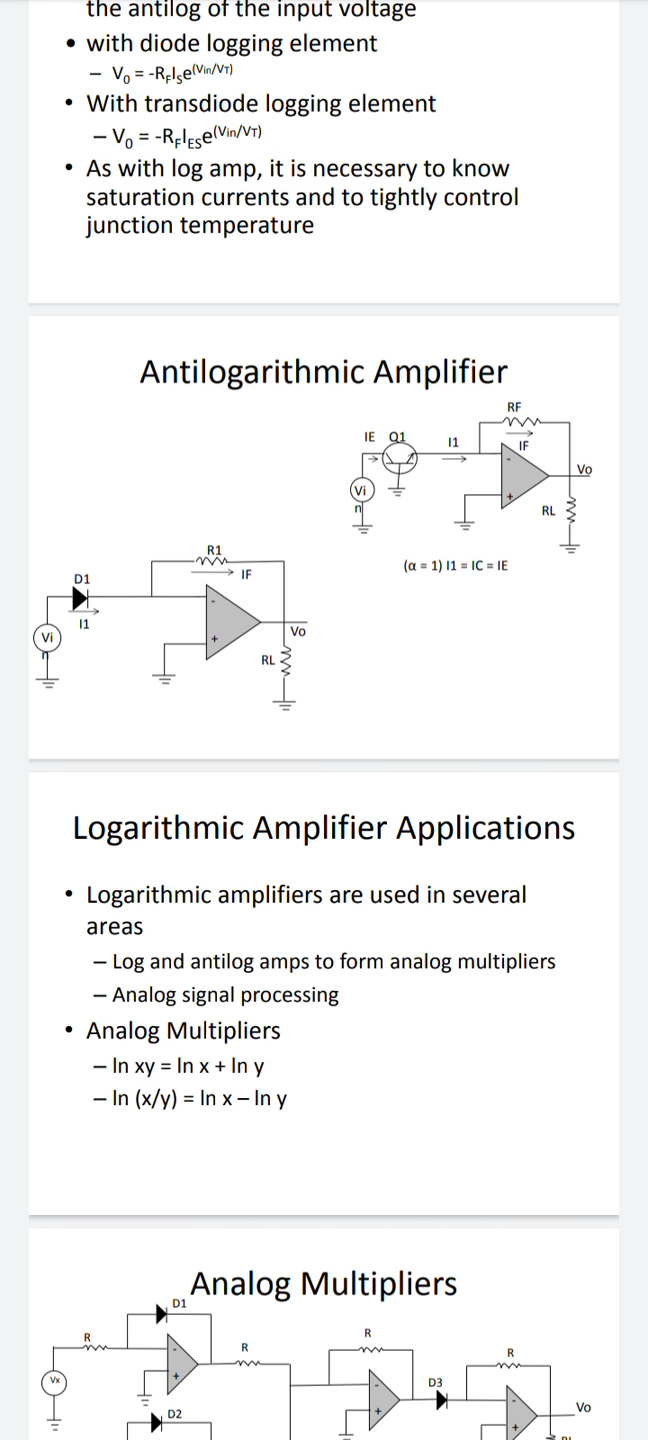 the antilog of the input voltage
• with diode logging element
– V₀ = -R_FI_Se^(Vin/VT)
• With transdiode logging element
– V₀ = -R_FI_ESe^(Vin/VT)
• As with log amp, it is necessary to know
saturation currents and to tightly control
junction temperature
Antilogarithmic Amplifier
RF
IE Q1
I1
IF
Vo
Vi
n
RL
- +
(α = 1) I1 = IC = IE
R1
IF
D1
I1
Vi
n
Vo
RL
- +
Logarithmic Amplifier Applications
• Logarithmic amplifiers are used in several
areas
– Log and antilog amps to form analog multipliers
– Analog signal processing
• Analog Multipliers
– ln xy = ln x + ln y
– ln (x/y) = ln x – ln y
Analog Multipliers
D1
R
R
R
R
Vx
- +
D3
- +
D2
Vo
- +